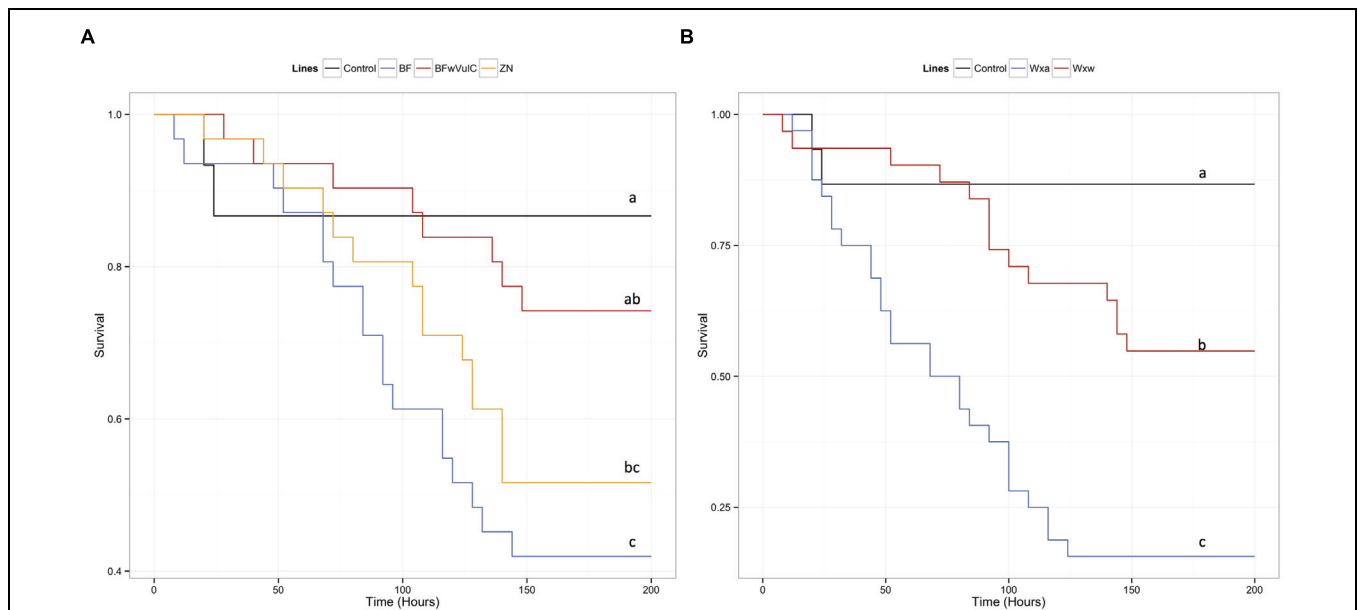 A
B
Lines Control BF BFwVulC ZN
Lines Control Wxa Wxw
1.0
0.8
0.6
0.4
Survival
a
ab
bc
c
0 50 100 150 200
Time (Hours)
1.00
0.75
0.50
0.25
Survival
a
b
c
0 50 100 150 200
Time (Hours)